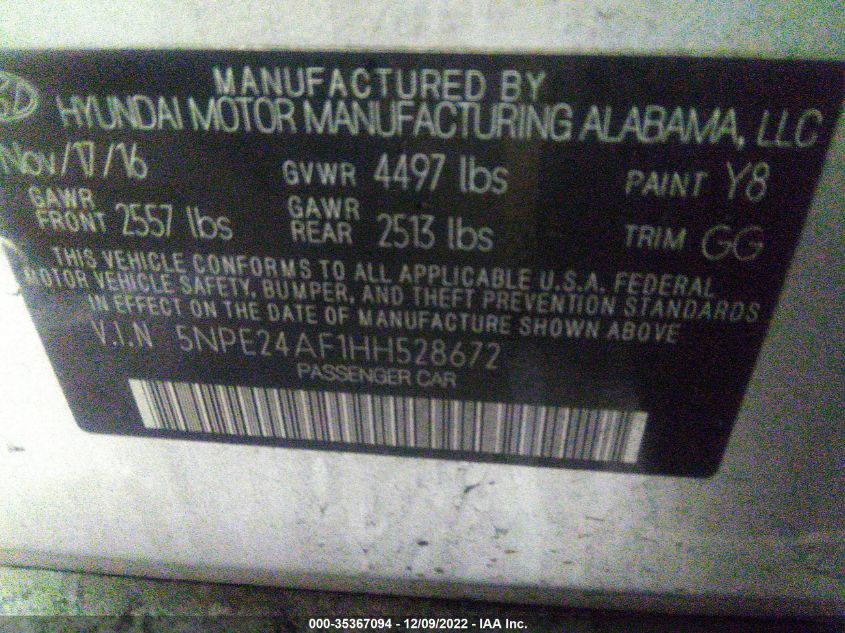 MANUFACTURED BY
HYUNDAI MOTOR MANUFACTURING ALABAMA, LLC
Nov/17/16 GVWR 4497 lbs PAINT Y8
GAWR FRONT 2557 lbs GAWR REAR 2513 lbs TRIM GG
THIS VEHICLE CONFORMS TO ALL APPLICABLE U.S.A. FEDERAL
MOTOR VEHICLE SAFETY, BUMPER, AND THEFT PREVENTION STANDARDS
IN EFFECT ON THE DATE OF MANUFACTURE SHOWN ABOVE
V.I.N 5NPE24AF1HH528672
PASSENGER CAR
000-35367094 - 12/09/2022 - IAA Inc.